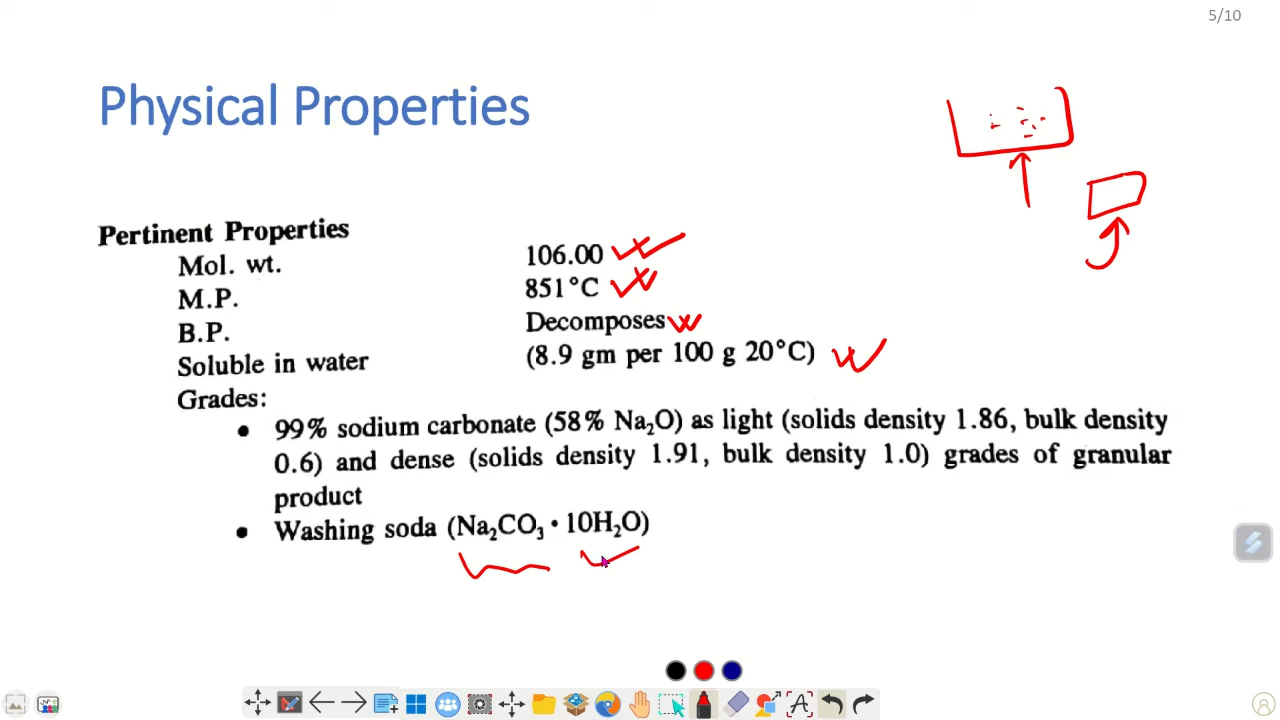 5/10
Physical Properties
Pertinent Properties
Mol. wt. 106.00
M.P. 851°C
B.P. Decomposes
Soluble in water (8.9 gm per 100 g 20°C)
Grades:
• 99% sodium carbonate (58% Na₂O) as light (solids density 1.86, bulk density
0.6) and dense (solids density 1.91, bulk density 1.0) grades of granular
product
• Washing soda (Na₂CO₃ • 10H₂O)